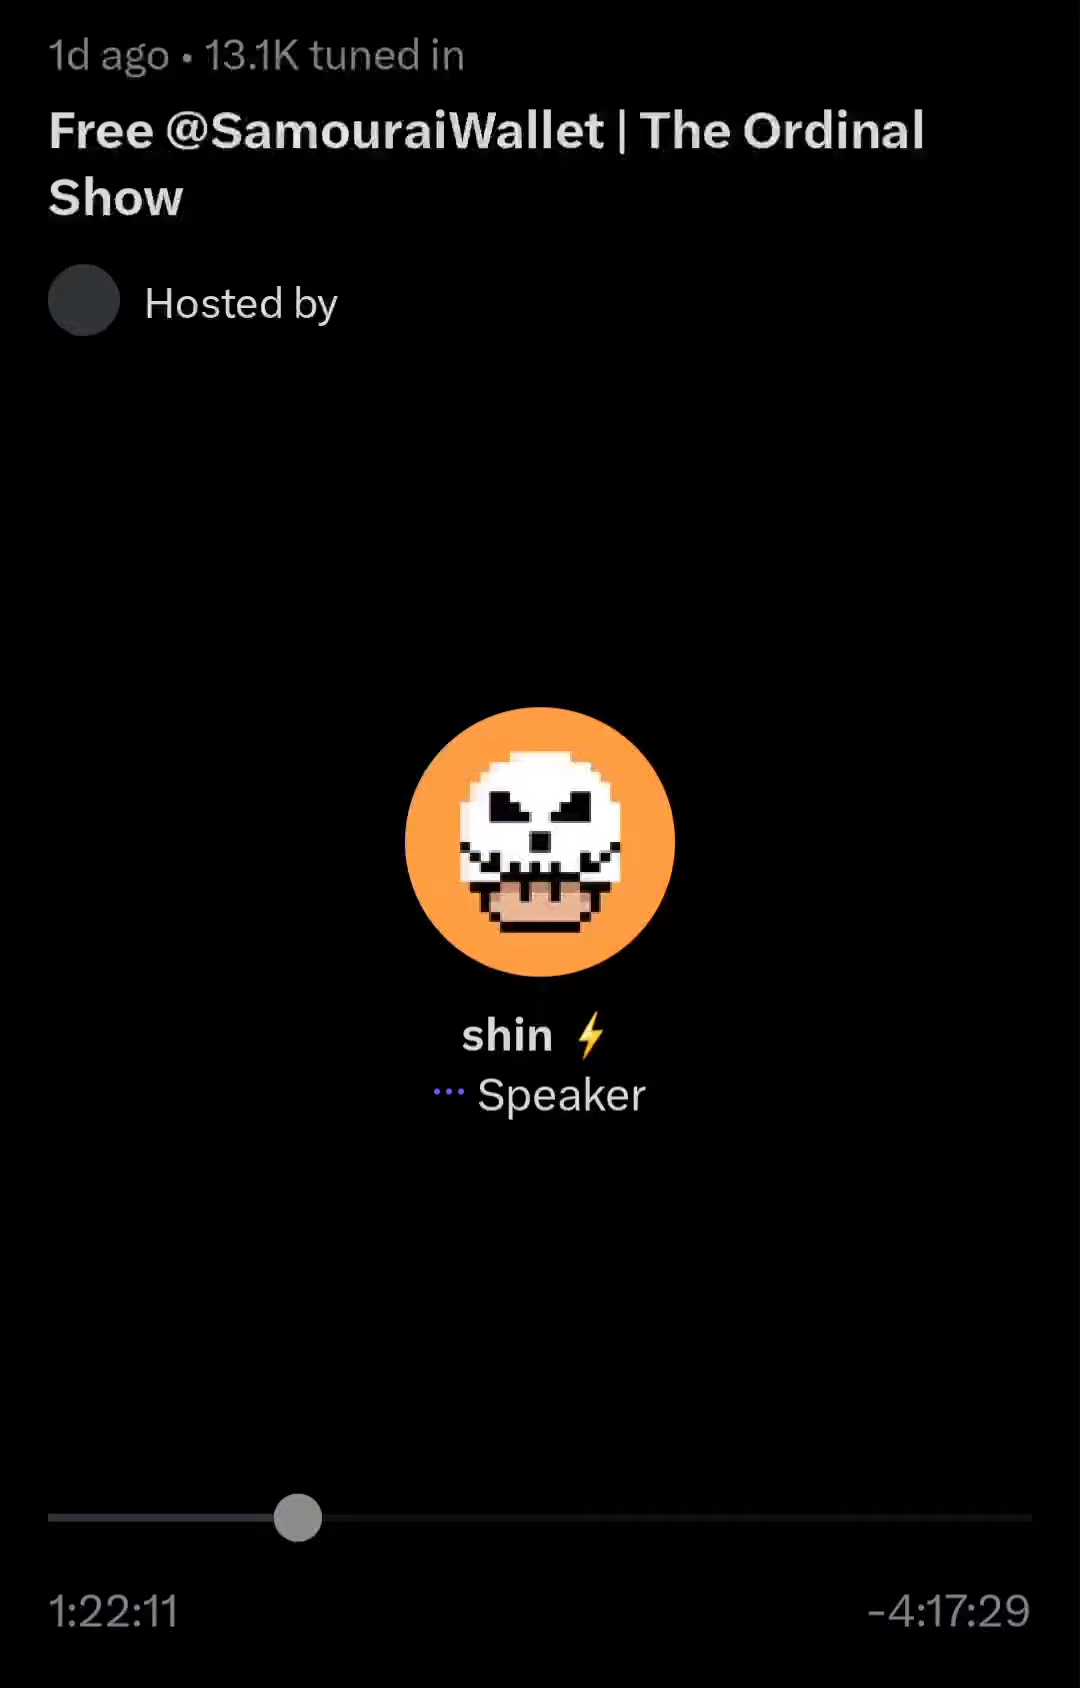 1d ago • 13.1K tuned in
Free @SamouraiWallet | The Ordinal
Show
Hosted by
shin ⚡
••• Speaker
1:22:11
-4:17:29